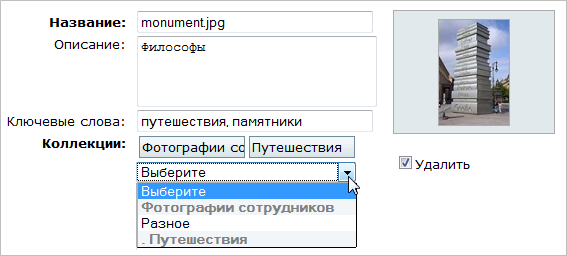 Название: monument.jpg
Описание: Философы
Ключевые слова: путешествия, памятники
Коллекции: Фотографии со Путешествия
Выберите
Удалить
Выберите
Фотографии сотрудников
Разное
. Путешествия